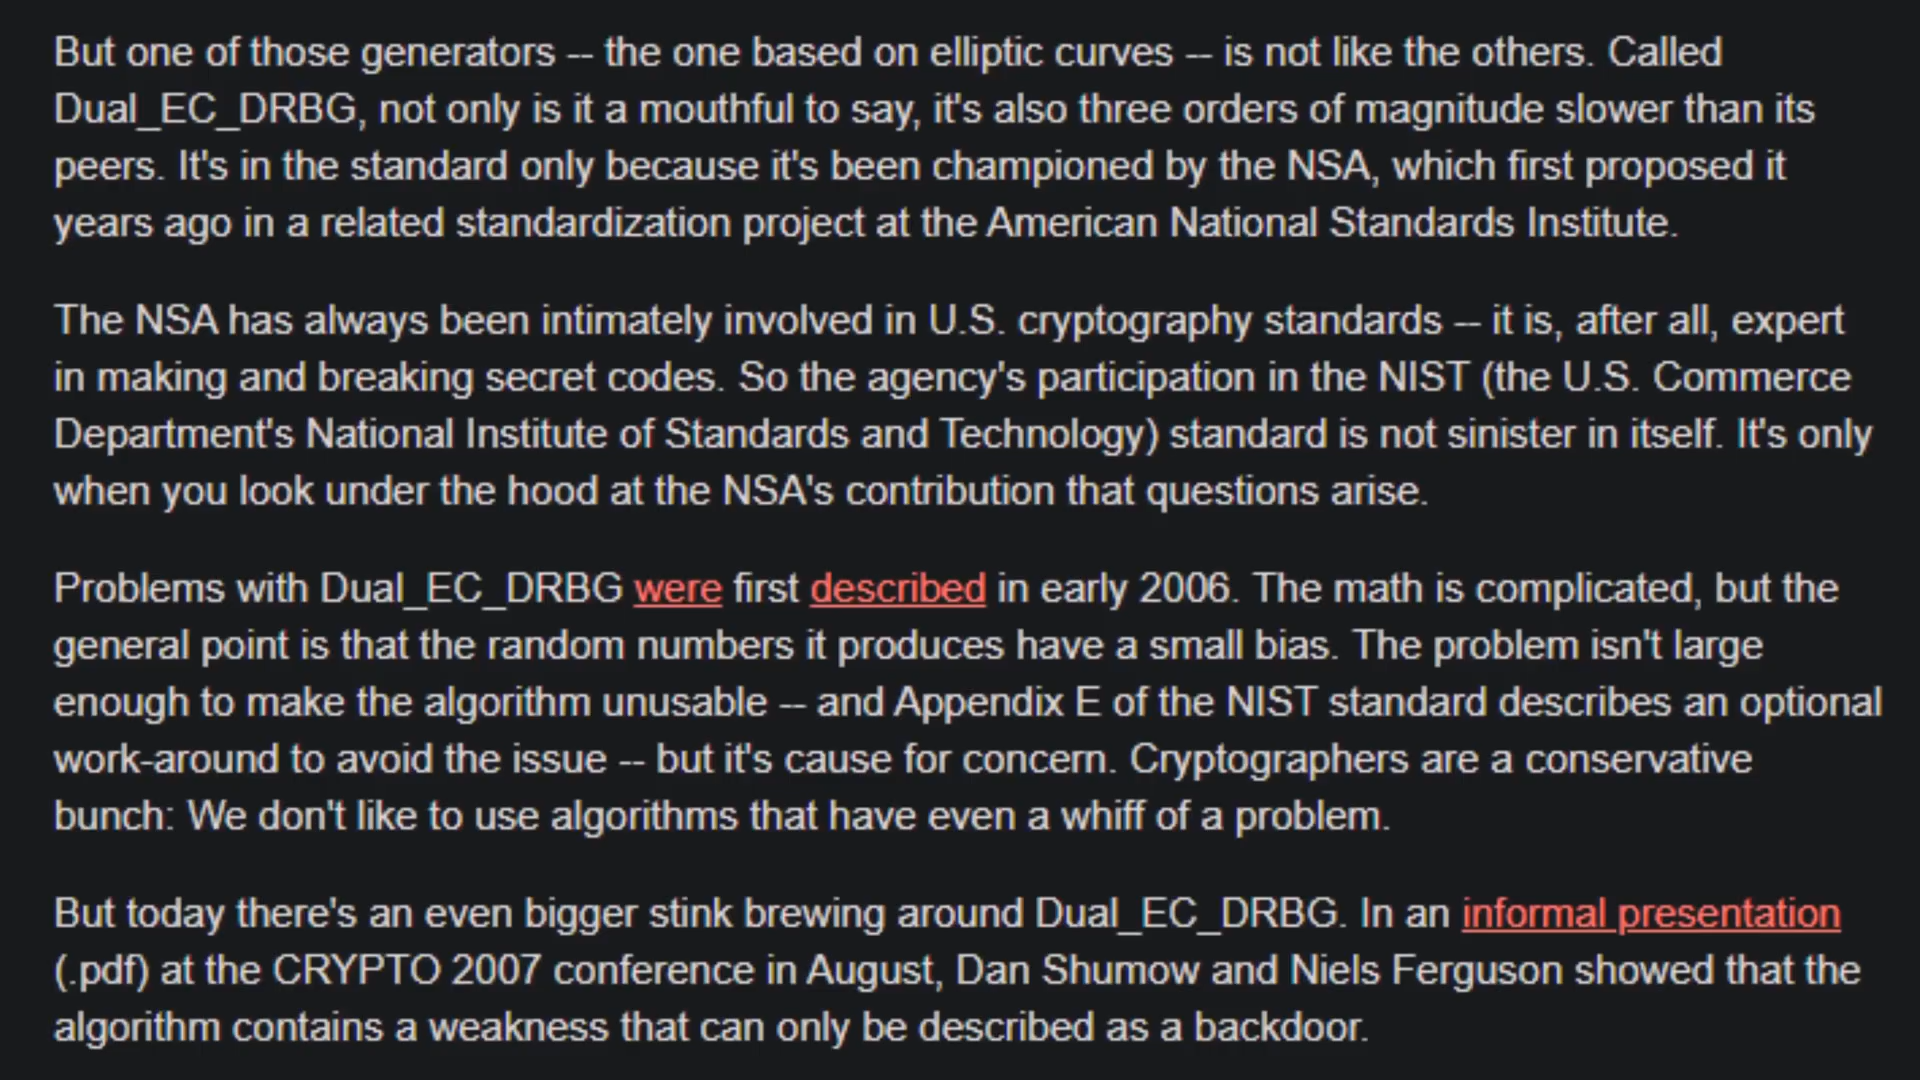 But one of those generators -- the one based on elliptic curves -- is not like the others. Called
Dual_EC_DRBG, not only is it a mouthful to say, it's also three orders of magnitude slower than its
peers. It's in the standard only because it's been championed by the NSA, which first proposed it
years ago in a related standardization project at the American National Standards Institute.
The NSA has always been intimately involved in U.S. cryptography standards -- it is, after all, expert
in making and breaking secret codes. So the agency's participation in the NIST (the U.S. Commerce
Department's National Institute of Standards and Technology) standard is not sinister in itself. It's only
when you look under the hood at the NSA's contribution that questions arise.
Problems with Dual_EC_DRBG were first described in early 2006. The math is complicated, but the
general point is that the random numbers it produces have a small bias. The problem isn't large
enough to make the algorithm unusable -- and Appendix E of the NIST standard describes an optional
work-around to avoid the issue -- but it's cause for concern. Cryptographers are a conservative
bunch: We don't like to use algorithms that have even a whiff of a problem.
But today there's an even bigger stink brewing around Dual_EC_DRBG. In an informal presentation
(.pdf) at the CRYPTO 2007 conference in August, Dan Shumow and Niels Ferguson showed that the
algorithm contains a weakness that can only be described as a backdoor.